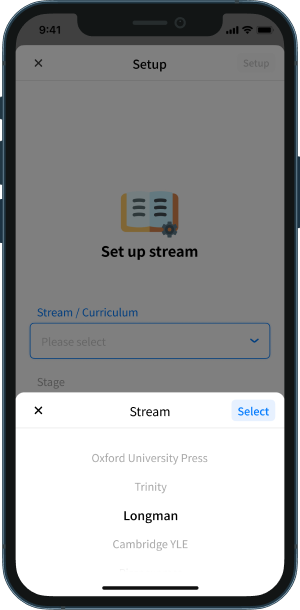 9:41
Setup
Setup
Set up stream
Stream / Curriculum
Please select
Stage
Stream
Select
Oxford University Press
Trinity
Longman
Cambridge YLE